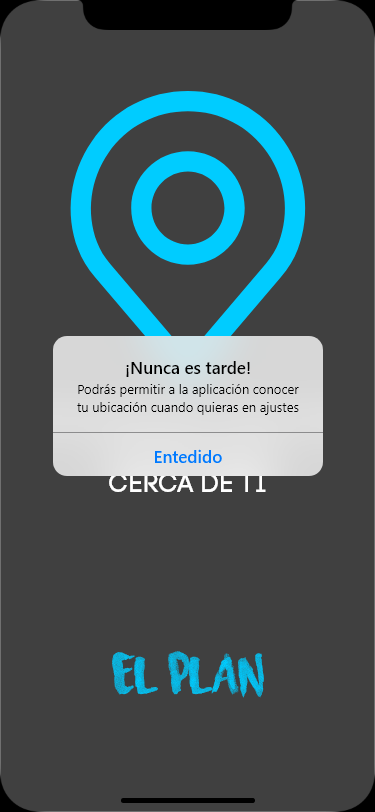 ¡Nunca es tarde!
Podrás permitir a la aplicación conocer
tu ubicación cuando quieras en ajustes
Entedido
CERCA DE TI
EL PLAN